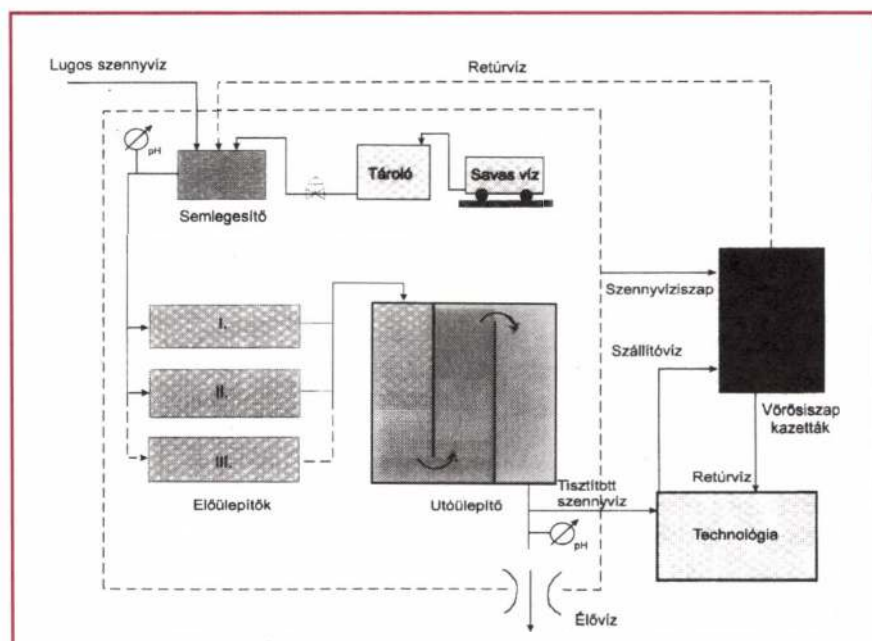 Lugos szennyvíz
Retúrvíz
pH
Tároló
Savas víz
Semlegesítő
Szennyvíziszap
I.
Szállítóvíz
II.
Vörösiszap
kazetták
III.
Retúrvíz
Tisztított
szennyvíz
Előülepítők
Utóülepítő
Technológia
pH
Élővíz